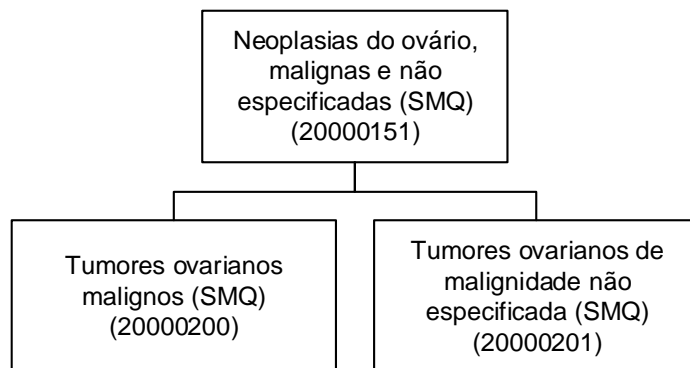 Neoplasias do ovário,
malignas e não
especificadas (SMQ)
(20000151)
Tumores ovarianos
malignos (SMQ)
(20000200)
Tumores ovarianos de
malignidade não
especificada (SMQ)
(20000201)